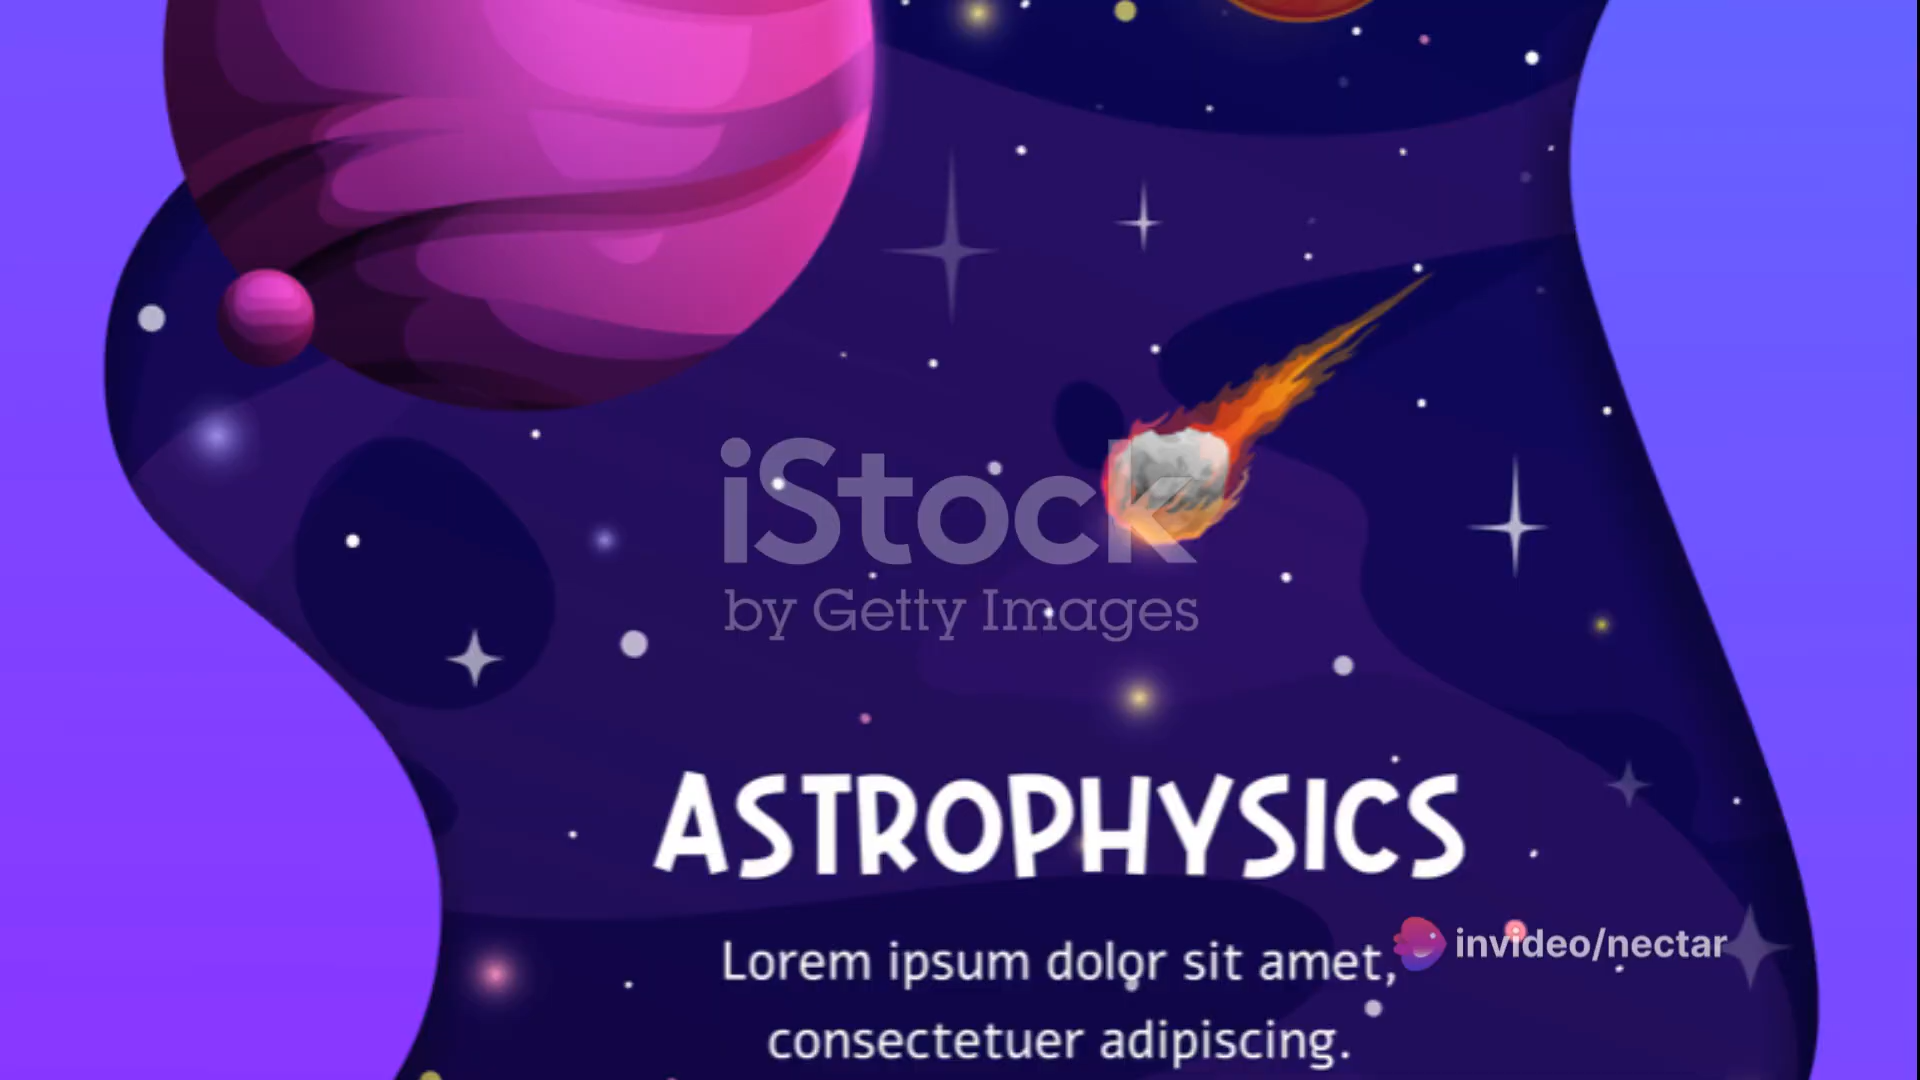 iStock
by Getty Images
ASTROPHYSICS
Lorem ipsum dolor sit amet,
invideo/nectar
consectetuer adipiscing.